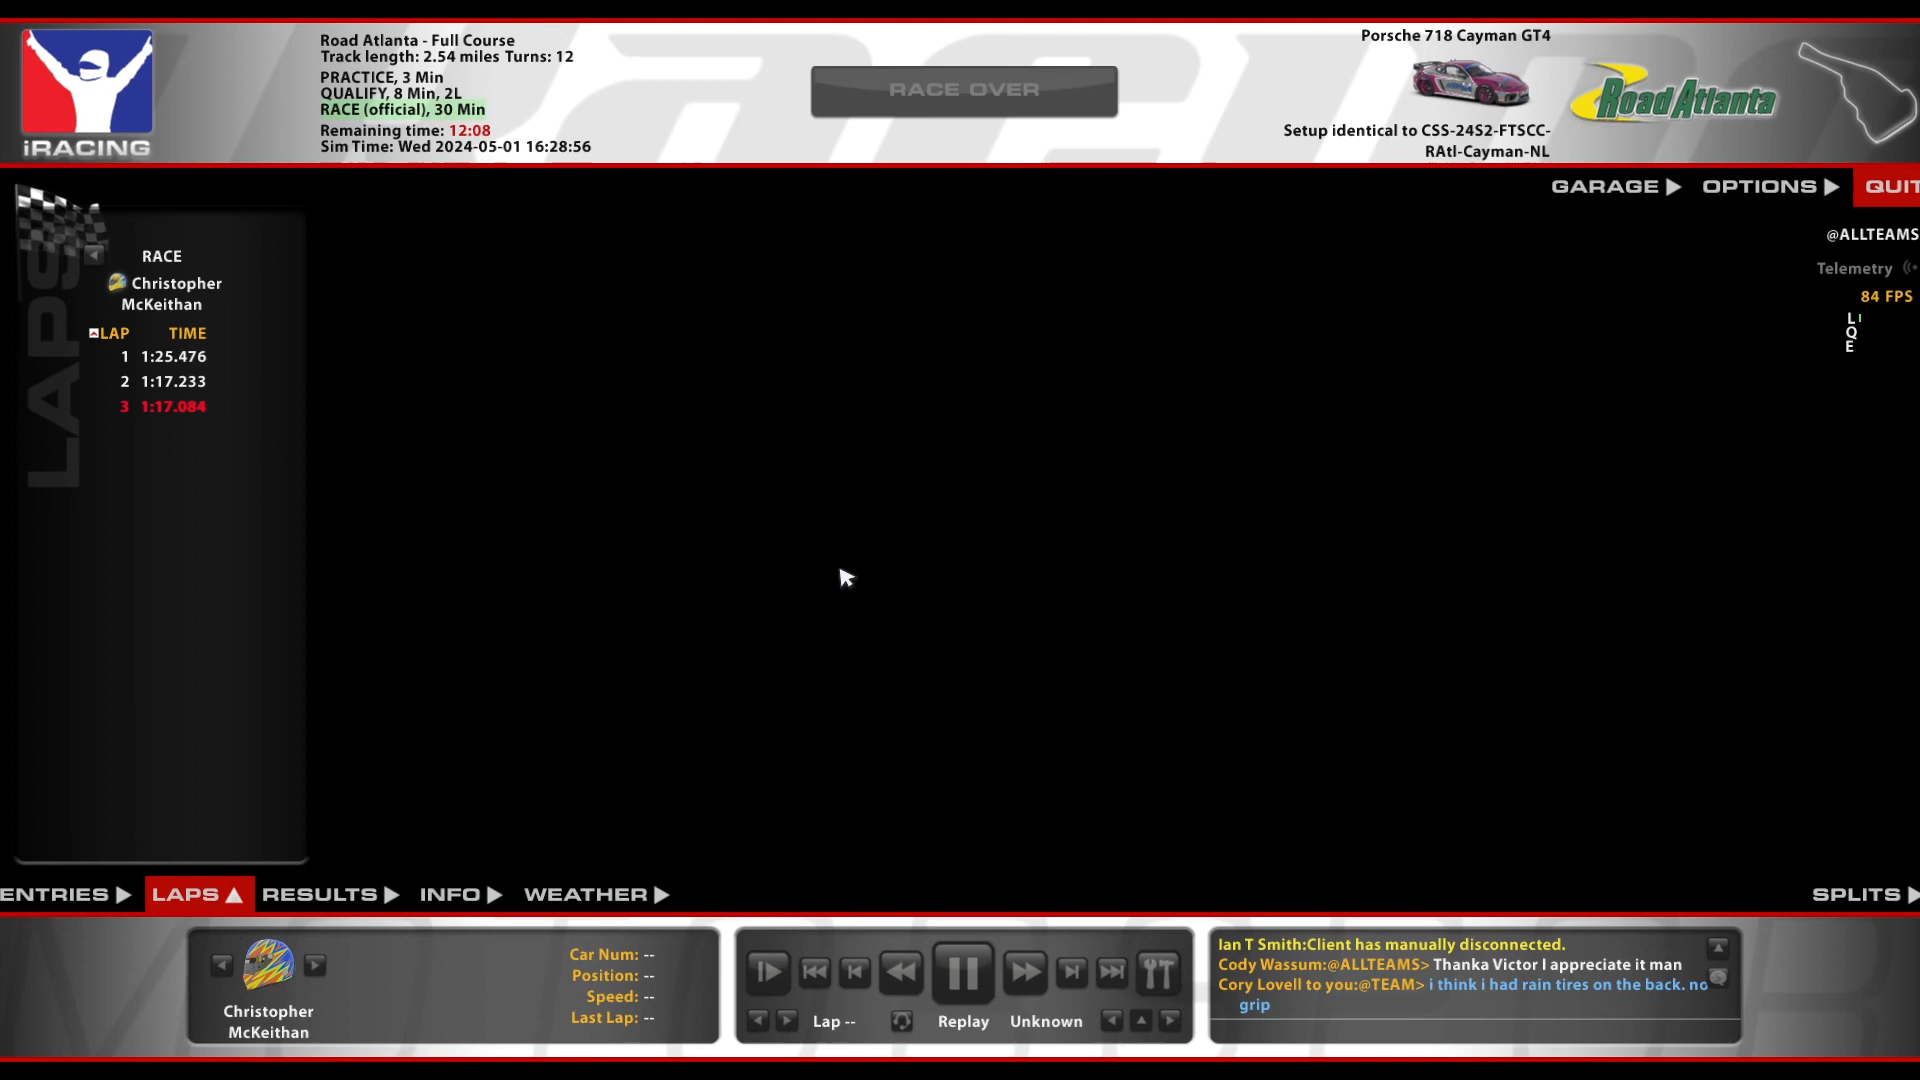 iRACING
Road Atlanta - Full Course
Track length: 2.54 miles Turns: 12
PRACTICE, 3 Min
QUALIFY, 8 Min, 2L
RACE (official), 30 Min
Remaining time: 12:08
Sim Time: Wed 2024-05-01 16:28:56
RACE OVER
Porsche 718 Cayman GT4
Setup identical to CSS-24S2-FTSCC-
RAtl-Cayman-NL
Road Atlanta
GARAGE
OPTIONS
QUIT
@ALLTEAMS
Telemetry
84 FPS
L
Q
E
LAPS
RACE
Christopher
McKeithan
LAP TIME
1 1:25.476
2 1:17.233
3 1:17.084
ENTRIES
LAPS
RESULTS
INFO
WEATHER
SPLITS
Christopher
McKeithan
Car Num: --
Position: --
Speed: --
Last Lap: --
Lap --
Replay
Unknown
Ian T Smith:Client has manually disconnected.
Cody Wassum:@ALLTEAMS> Thanka Victor I appreciate it man
Cory Lovell to you:@TEAM> i think i had rain tires on the back. no
grip